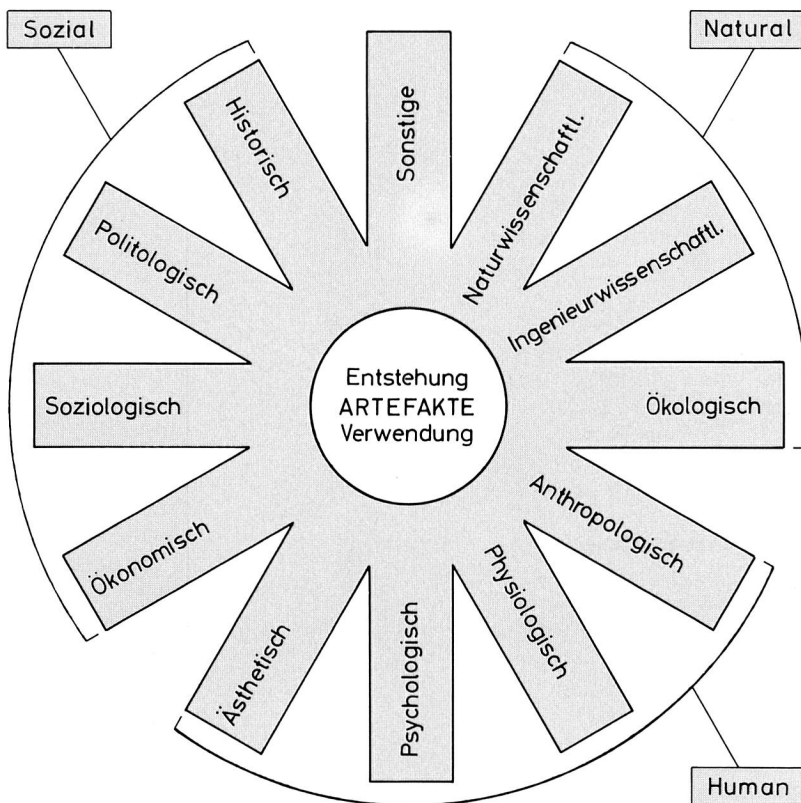 Sozial
Natural
Historisch
Sonstige
Naturwissenschaftl.
Politologisch
Ingenieurwissenschaftl.
Soziologisch
Entstehung
ARTEFAKTE
Verwendung
Ökologisch
Ökonomisch
Anthropologisch
Ästhetisch
Psychologisch
Physiologisch
Human